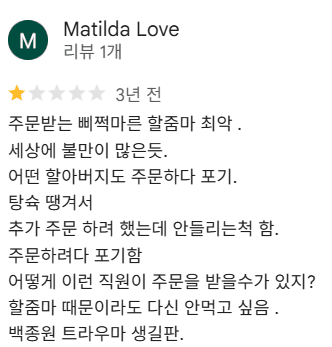 M
Matilda Love
리뷰 1개
3년 전
주문받는 삐쩍마른 할줌마 최악 .
세상에 불만이 많은듯.
어떤 할아버지도 주문하다 포기.
탕슉 땡겨서
추가 주문 하려 했는데 안들리는척 함.
주문하려다 포기함
어떻게 이런 직원이 주문을 받을수가 있지?
할줌마 때문이라도 다신 안먹고 싶음 .
백종원 트라우마 생길판.